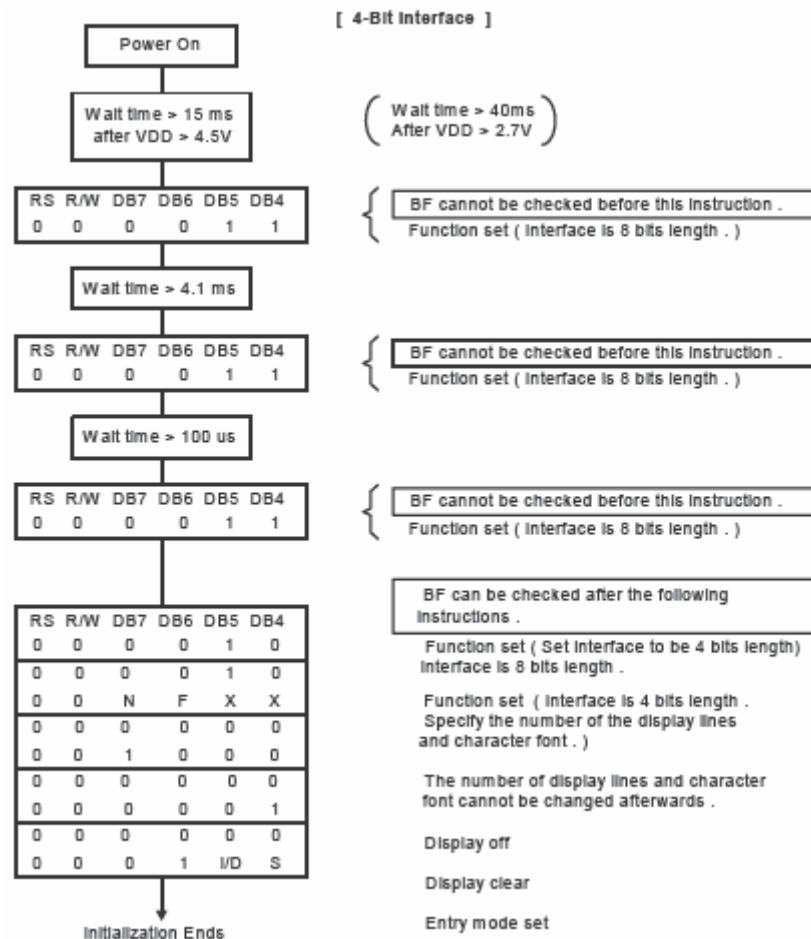 [ 4-Bit Interface ]
Power On
Wait time > 15 ms
after VDD > 4.5V
Wait time > 40ms
After VDD > 2.7V
RS R/W DB7 DB6 DB5 DB4
0 0 0 0 1 1
BF cannot be checked before this instruction .
Function set ( Interface is 8 bits length . )
Wait time > 4.1 ms
RS R/W DB7 DB6 DB5 DB4
0 0 0 0 1 1
BF cannot be checked before this instruction .
Function set ( Interface is 8 bits length . )
Wait time > 100 us
RS R/W DB7 DB6 DB5 DB4
0 0 0 0 1 1
BF cannot be checked before this instruction .
Function set ( Interface is 8 bits length . )
RS R/W DB7 DB6 DB5 DB4
0 0 0 0 1 0
0 0 0 0 1 0
0 0 N F X X
0 0 0 0 0 0
0 0 1 0 0 0
0 0 0 0 0 0
0 0 0 0 0 1
0 0 0 0 0 0
0 0 0 1 I/D S
Initialization Ends
BF can be checked after the following
instructions .
Function set ( Set interface to be 4 bits length)
Interface is 8 bits length .
Function set ( Interface is 4 bits length .
Specify the number of the display lines
and character font . )
The number of display lines and character
font cannot be changed afterwards .
Display off
Display clear
Entry mode set